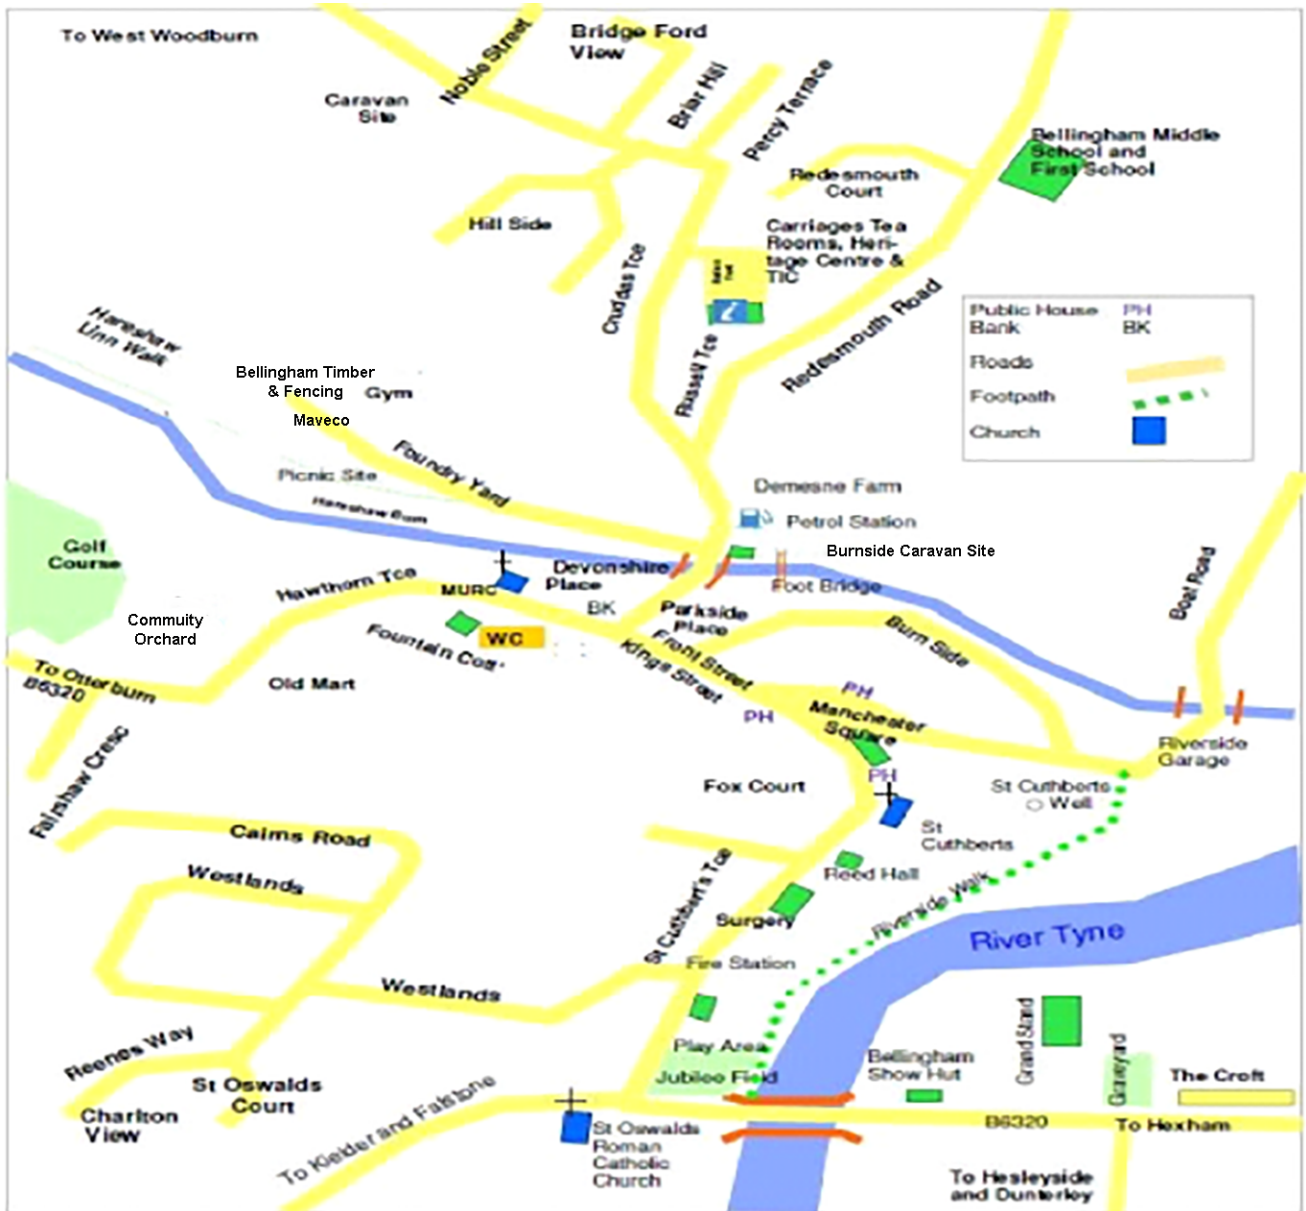 To West Woodburn
Noble Street
Bridge Ford
View
Caravan
Site
Briar Hill
Percy Terrace
Bellingham Middle
School and
First School
Redesmouth
Court
Hill Side
Carriages Tea
Rooms, Heri-
tage Centre &
TIC
i
Cruddas Tce
Russell Tce
Redesmouth Road
Public House PH
Bank BK
Roads
Footpath
Church
Hareshaw
Linn Walk
Bellingham Timber
& Fencing
Gym
Maveco
Foundry Yard
Picnic Site
Hareshaw Burn
Demesne Farm
Petrol Station
Burnside Caravan Site
Foot Bridge
Boat Road
Golf
Course
Hawthorn Tce
MURC
Devonshire
Place
BK
Parkside
Place
Commuity
Orchard
Fountain Cott'
WC
Front Street
Kings Street
Burn Side
To Otterburn
B6320
Old Mart
PH
PH
Manchester
Square
PH
Riverside
Garage
Fairshaw Cresc
Fox Court
St Cuthberts
Well
St
Cuthberts
Cairns Road
Westlands
St Cuthbert's Tce
Reed Hall
Surgery
Riverside Walk
River Tyne
Fire Station
Westlands
Play Area
Jubilee Field
Bellingham
Show Hut
Grand Stand
Graveyard
The Croft
Reenes Way
St Oswalds
Court
Charlton
View
To Kielder and Falstone
St Oswalds
Roman
Catholic
Church
B6320
To Hexham
To Hesleyside
and Dunterley